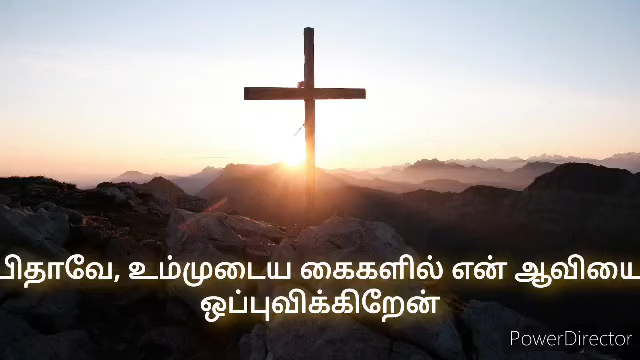 பிதாவே, உம்முடைய கைகளில் என் ஆவியை
ஒப்புவிக்கிறேன்
PowerDirector